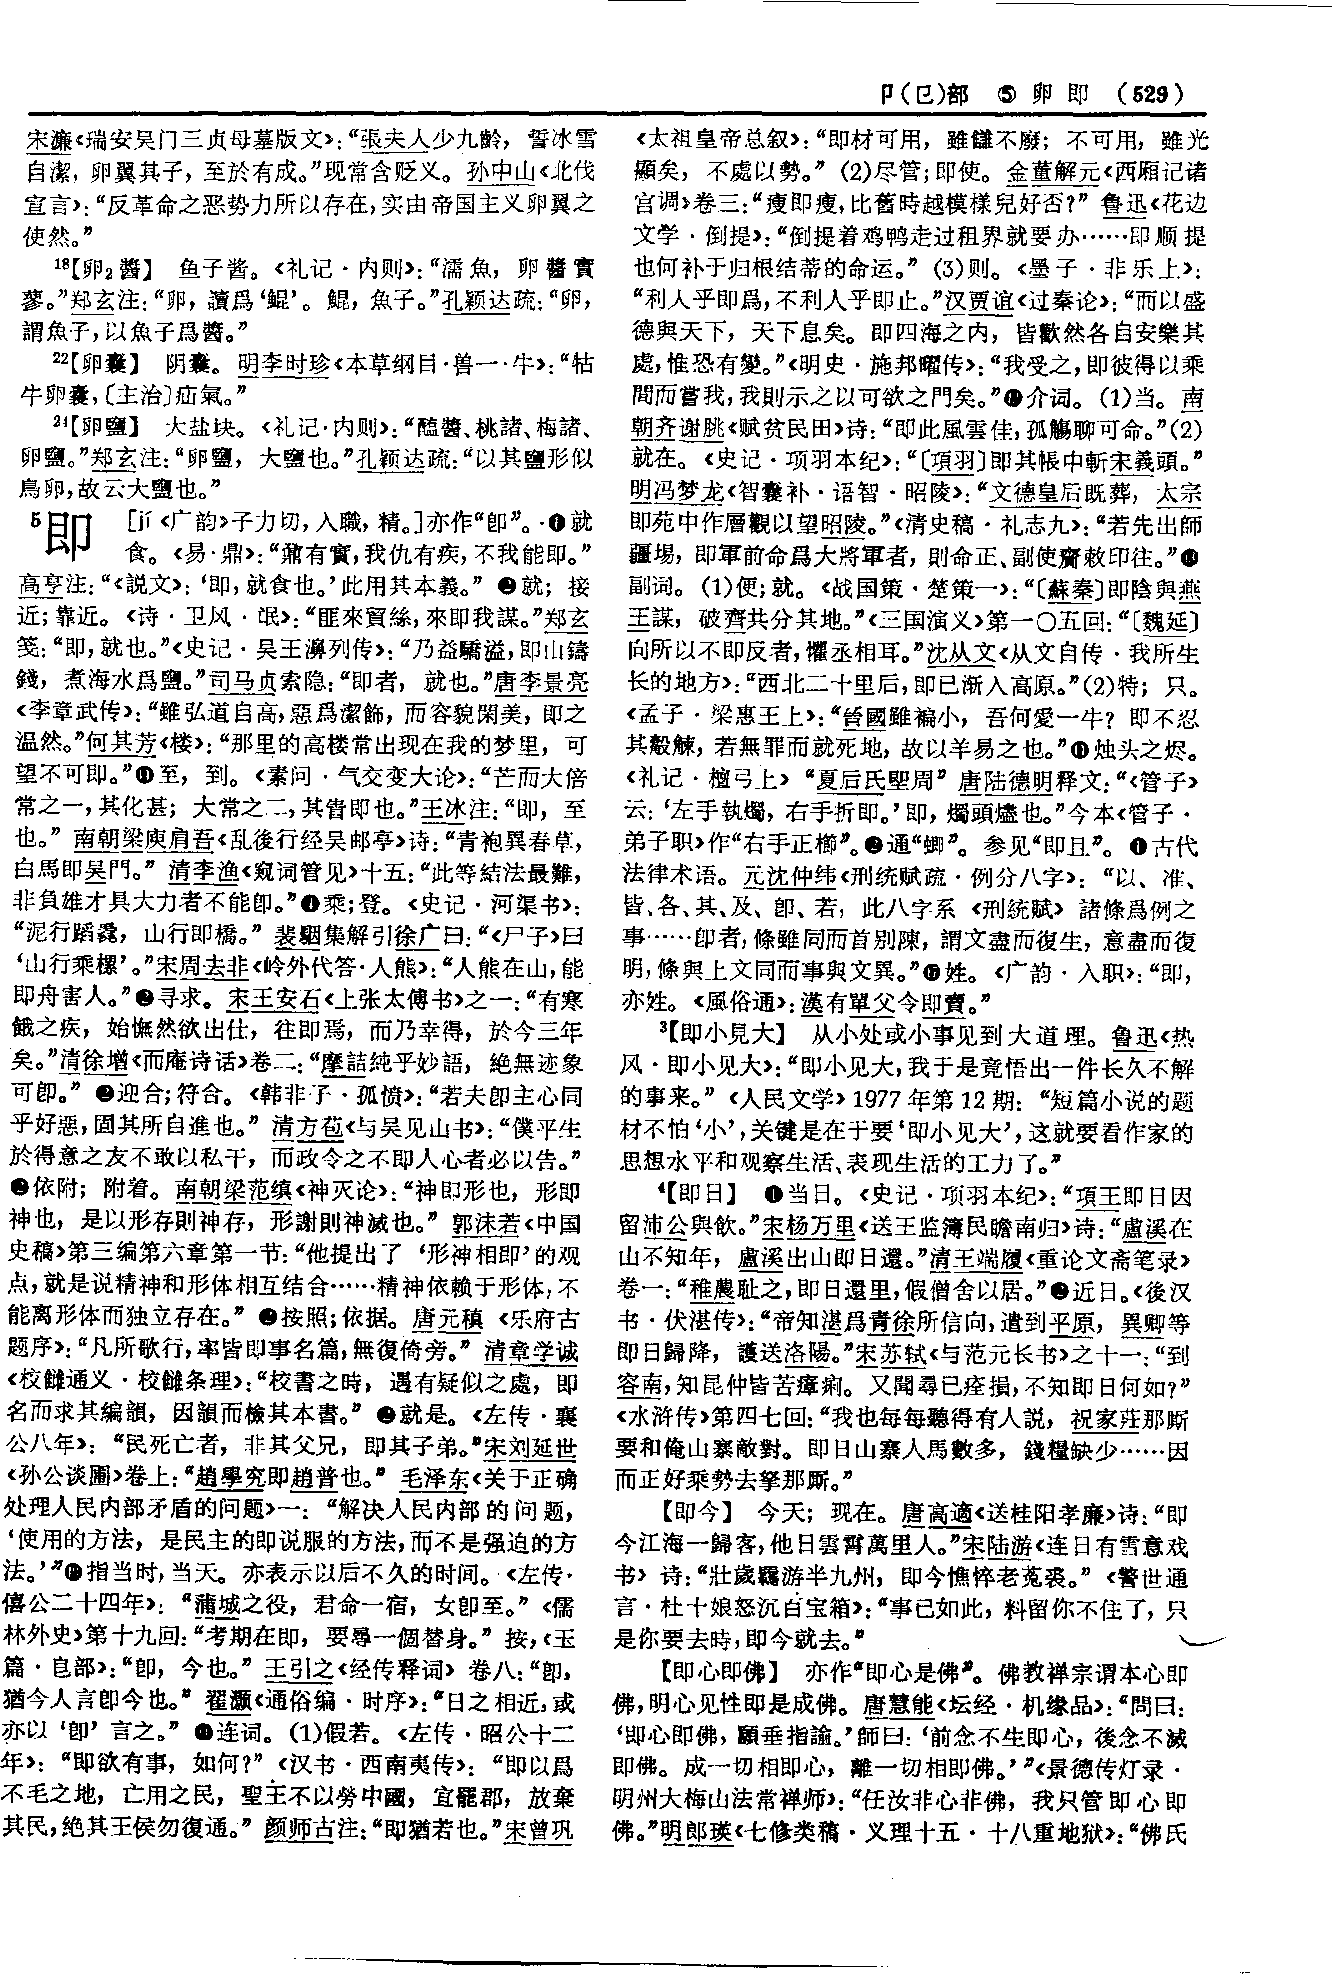 卩(㔾)部　⑤　卵　即　(529)
宋濂<瑞安吴门三贞母墓版文>：“張夫人少九齡，誓冰雪
自潔，卵翼其子，至於有成。”现常含贬义。孙中山<北伐
宣言>：“反革命之恶势力所以存在，实由帝国主义卵翼之
使然。”
18【卵₂醬】　鱼子酱。<礼记·内则>：“濡魚，卵醬實
蓼。”郑玄注：“卵，讀爲‘鯤’。鯤，魚子。”孔颖达疏：“卵，
謂魚子，以魚子爲醬。”
22【卵囊】　阴囊。明李时珍<本草纲目·兽一·牛>：“牯
牛卵囊，〔主治〕疝氣。”
24【卵鹽】　大盐块。<礼记·内则>：“醢醬、桃諸、梅諸、
卵鹽。”郑玄注：“卵鹽，大鹽也。”孔颖达疏：“以其鹽形似
鳥卵，故云大鹽也。”
5即　[jí <广韵>子力切，入職，精。]亦作“卽”。❶就
食。<易·鼎>：“鼐有實，我仇有疾，不我能即。”
高亨注：“<説文>：‘即，就食也。’此用其本義。”❷就；接
近；靠近。<诗·卫风·氓>：“匪來貿絲，來即我謀。”郑玄
笺：“即，就也。”<史记·吴王濞列传>：“乃益驕溢，即山鑄
錢，煮海水爲鹽。”司马贞索隐：“即者，就也。”唐李景亮
<李章武传>：“雖弘道自高，惡爲潔飾，而容貌閑美，即之
温然。”何其芳<楼>：“那里的高楼常出现在我的梦里，可
望不可即。”❸至，到。<素问·气交变大论>：“芒而大倍
常之一，其化甚；大常之二，其眚即也。”王冰注：“即，至
也。”南朝梁庾肩吾<乱後行经吴邮亭>诗：“青袍異春草，
白馬即吴門。”清李渔<窥词管见>十五：“此等結法最難，
非負雄才具大力者不能卽。”❹乘；登。<史记·河渠书>：
“泥行蹈毳，山行即橋。”裴駰集解引徐广曰：“<尸子>曰
‘山行乘樏’。”宋周去非<岭外代答·人熊>：“人熊在山，能
即舟害人。”❺寻求。宋王安石<上张太傅书>之一：“有寒
餓之疾，始憮然欲出仕，往即焉，而乃幸得，於今三年
矣。”清徐增<而庵诗话>卷二：“摩詰純乎妙語，絶無迹象
可卽。”❻迎合；符合。<韩非子·孤愤>：“若夫卽主心同
乎好惡，固其所自進也。”清方苞<与吴见山书>：“僕平生
於得意之友不敢以私干，而政令之不即人心者必以告。”
❼依附；附着。南朝梁范缜<神灭论>：“神即形也，形即
神也，是以形存則神存，形謝則神滅也。”郭沫若<中国
史稿>第三编第六章第一节：“他提出了‘形神相即’的观
点，就是说精神和形体相互结合……精神依赖于形体，不
能离形体而独立存在。”❽按照；依据。唐元稹<乐府古
题序>：“凡所歌行，率皆即事名篇，無復倚旁。”清章学诚
<校雠通义·校雠条理>：“校書之時，遇有疑似之處，即
名而求其编韻，因韻而檢其本書。”❾就是。<左传·襄
公八年>：“民死亡者，非其父兄，即其子弟。”宋刘延世
<孙公谈圃>卷上：“趙學究即趙普也。”毛泽东<关于正确
处理人民内部矛盾的问题>一：“解决人民内部的问题，
‘使用的方法，是民主的即说服的方法，而不是强迫的方
法。’”❿指当时，当天。亦表示以后不久的时间。<左传·
僖公二十四年>：“蒲城之役，君命一宿，女卽至。”<儒
林外史>第十九回：“考期在即，要尋一個替身。”按，<玉
篇·皀部>：“卽，今也。”王引之<经传释词>卷八：“卽，
猶今人言卽今也。”翟灏<通俗编·时序>：“日之相近，或
亦以‘卽’言之。”⓫连词。(1)假若。<左传·昭公十二
年>：“即欲有事，如何？”<汉书·西南夷传>：“即以爲
不毛之地，亡用之民，聖王不以勞中國，宜罷郡，放棄
其民，絶其王侯勿復通。”颜师古注：“即猶若也。”宋曾巩
<太祖皇帝总叙>：“即材可用，雖讎不廢；不可用，雖光
顯矣，不處以勢。”(2)尽管；即使。金董解元<西厢记诸
宫调>卷三：“瘦即瘦，比舊時越模樣兒好否？”鲁迅<花边
文学·倒提>：“倒提着鸡鸭走过租界就要办……即顺提
也何补于归根结蒂的命运。”(3)则。<墨子·非乐上>：
“利人乎即爲，不利人乎即止。”汉贾谊<过秦论>：“而以盛
德與天下，天下息矣。即四海之内，皆歡然各自安樂其
處，惟恐有變。”<明史·施邦曜传>：“我受之，即彼得以乘
間而嘗我，我則示之以可欲之門矣。”⓬介词。(1)当。南
朝齐谢朓<赋贫民田>诗：“即此風雲佳，孤觴聊可命。”(2)
就在。<史记·项羽本纪>：“〔項羽〕即其帳中斬宋義頭。”
明冯梦龙<智囊补·语智·昭陵>：“文德皇后既葬，太宗
即苑中作層觀以望昭陵。”<清史稿·礼志九>：“若先出師
疆埸，即軍前命爲大將軍者，則命正、副使齎敕印往。”⓭
副词。(1)便；就。<战国策·楚策一>：“〔蘇秦〕即陰與燕
王謀，破齊共分其地。”<三国演义>第一〇五回：“〔魏延〕
向所以不即反者，懼丞相耳。”沈从文<从文自传·我所生
长的地方>：“西北二十里后，即已渐入高原。”(2)特；只。
<孟子·梁惠王上>：“齊國雖褊小，吾何愛一牛？即不忍
其觳觫，若無罪而就死地，故以羊易之也。”⓮烛头之烬。
<礼记·檀弓上>“夏后氏堲周”唐陆德明释文：“<管子>
云：‘左手執燭，右手折即。’即，燭頭燼也。”今本<管子·
弟子职>作“右手正櫛”。⓯通“蝍”。参见“即且”。⓰古代
法律术语。元沈仲纬<刑统赋疏·例分八字>：“以、准、
皆、各、其、及、卽、若，此八字系<刑统赋>諸條爲例之
事……卽者，條雖同而首别陳，謂文盡而復生，意盡而復
明，條與上文同而事與文異。”⓱姓。<广韵·入职>：“即，
亦姓。<風俗通>：漢有單父令即賣。”
3【即小見大】　从小处或小事见到大道理。鲁迅<热
风·即小见大>：“即小见大，我于是竟悟出一件长久不解
的事来。”<人民文学>1977年第12期：“短篇小说的题
材不怕‘小’，关键是在于要‘即小见大’，这就要看作家的
思想水平和观察生活、表现生活的工力了。”
4【即日】　❶当日。<史记·项羽本纪>：“項王即日因
留沛公與飲。”宋杨万里<送王监簿民瞻南归>诗：“盧溪在
山不知年，盧溪出山即日還。”清王端履<重论文斋笔录>
卷一：“稚農耻之，即日還里，假僧舍以居。”❷近日。<後汉
书·伏湛传>：“帝知湛爲青徐所信向，遣到平原，異卿等
即日歸降，護送洛陽。”宋苏轼<与范元长书>之十一：“到
容南，知昆仲皆苦瘴痢。又聞尋已痊損，不知即日何如？”
<水浒传>第四七回：“我也每每聽得有人説，祝家莊那厮
要和俺山寨敵對。即日山寨人馬數多，錢糧缺少……因
而正好乘勢去拏那厮。”
【即今】　今天；现在。唐高適<送桂阳孝廉>诗：“即
今江海一歸客，他日雲霄萬里人。”宋陆游<连日有雪意戏
书>诗：“壯歲羈游半九州，即今憔悴老菟裘。”<警世通
言·杜十娘怒沉百宝箱>：“事已如此，料留你不住了，只
是你要去時，即今就去。”
【即心即佛】　亦作“即心是佛”。佛教禅宗谓本心即
佛，明心见性即是成佛。唐慧能<坛经·机缘品>：“問曰：
‘即心即佛，願垂指諭。’師曰：‘前念不生即心，後念不滅
即佛。成一切相即心，離一切相即佛。’”<景德传灯录·
明州大梅山法常禅师>：“任汝非心非佛，我只管即心即
佛。”明郎瑛<七修类稿·义理十五·十八重地狱>：“佛氏